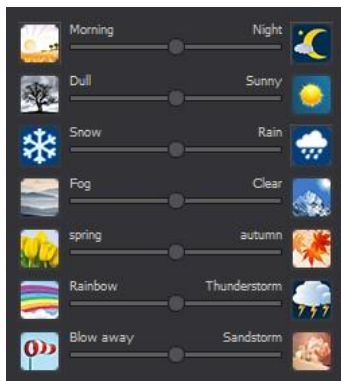 Morning Night
Dull Sunny
Snow Rain
Fog Clear
spring autumn
Rainbow Thunderstorm
Blow away Sandstorm